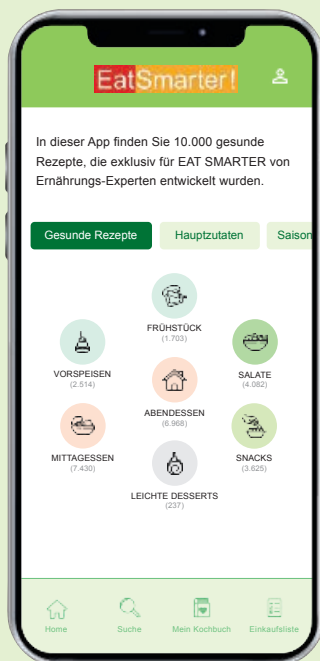 EatSmarter!
In dieser App finden Sie 10.000 gesunde
Rezepte, die exklusiv für EAT SMARTER von
Ernährungs-Experten entwickelt wurden.
Gesunde Rezepte
Hauptzutaten
Saison
FRÜHSTÜCK
(1.703)
VORSPEISEN
(2.514)
SALATE
(4.082)
ABENDESSEN
(6.968)
MITTAGESSEN
(7.430)
SNACKS
(3.625)
LEICHTE DESSERTS
(237)
Home
Suche
Mein Kochbuch
Einkaufsliste